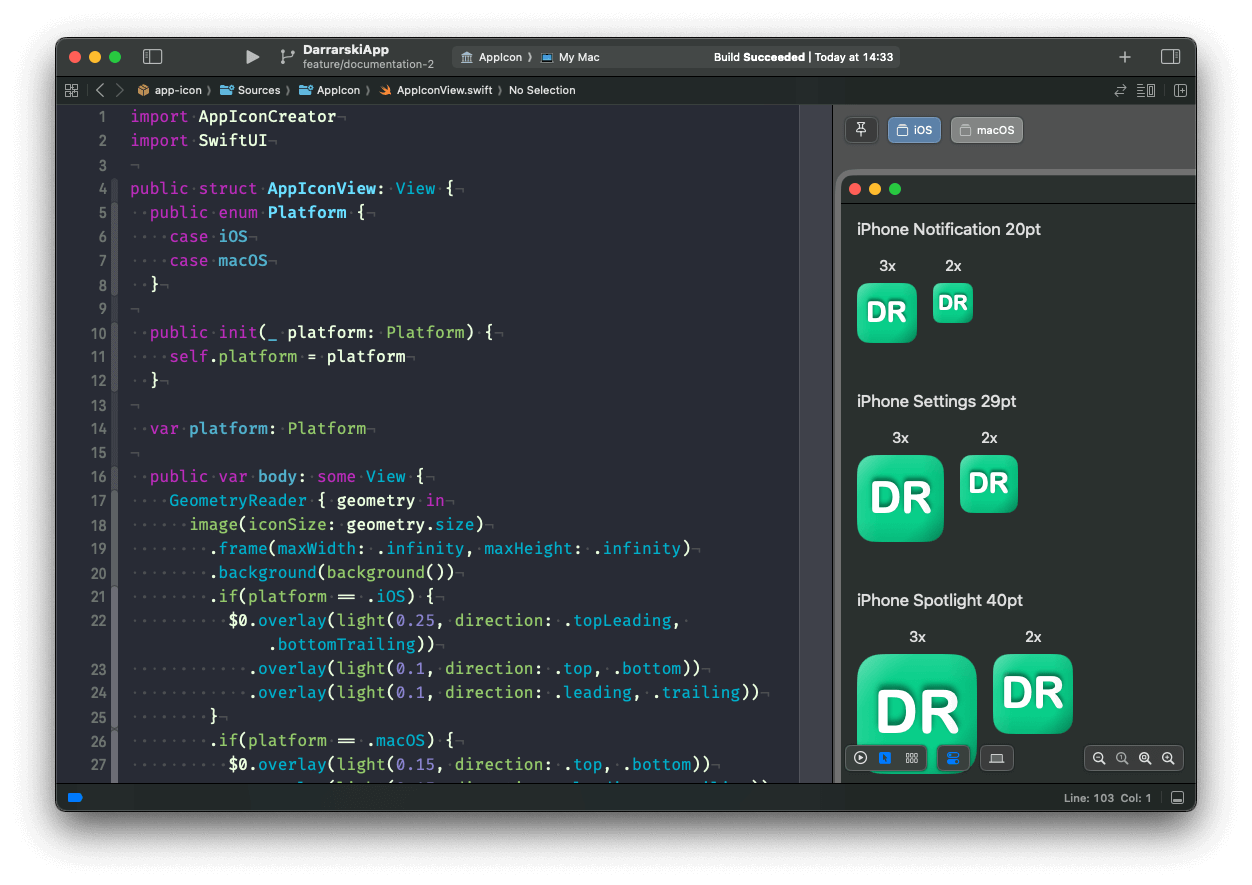 DarrarskiApp
feature/documentation-2
AppIcon 〉 My Mac
Build Succeeded | Today at 14:33
app-icon 〉 Sources 〉 AppIcon 〉 AppIconView.swift 〉 No Selection
1 import AppIconCreator
2 import SwiftUI
3
4 public struct AppIconView: View {
5   public enum Platform {
6     case iOS
7     case macOS
8   }
9
10   public init(_ platform: Platform) {
11     self.platform = platform
12   }
13
14   var platform: Platform
15
16   public var body: some View {
17     GeometryReader { geometry in
18       image(iconSize: geometry.size)
19         .frame(maxWidth: .infinity, maxHeight: .infinity)
20         .background(background())
21         .if(platform == .iOS) {
22           $0.overlay(light(0.25, direction: .topLeading,
.bottomTrailing))
23             .overlay(light(0.1, direction: .top, .bottom))
24             .overlay(light(0.1, direction: .leading, .trailing))
25         }
26         .if(platform == .macOS) {
27           $0.overlay(light(0.15, direction: .top, .bottom))
iOS
macOS
iPhone Notification 20pt
3x 2x
DR DR
iPhone Settings 29pt
3x 2x
DR DR
iPhone Spotlight 40pt
3x 2x
DR DR
Line: 103 Col: 1